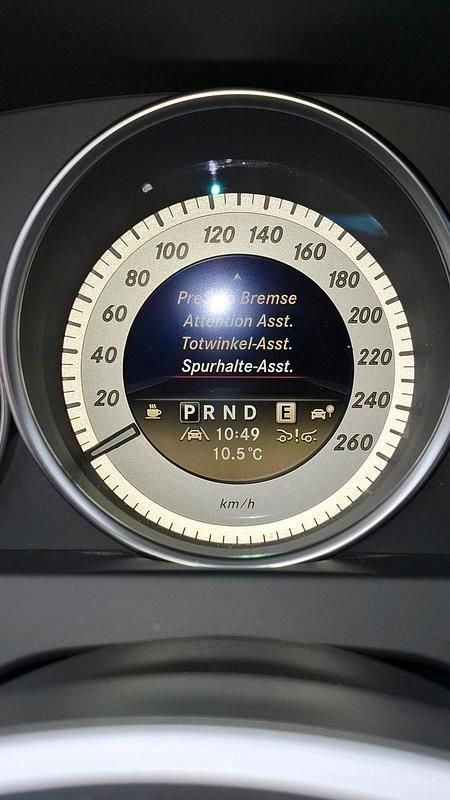 120 140
100 160
80 180
60 200
40 220
20 240
260
Bremse
Attention Asst.
Totwinkel-Asst.
Spurhalte-Asst.
PRND E
10:49
10.5°C
km/h